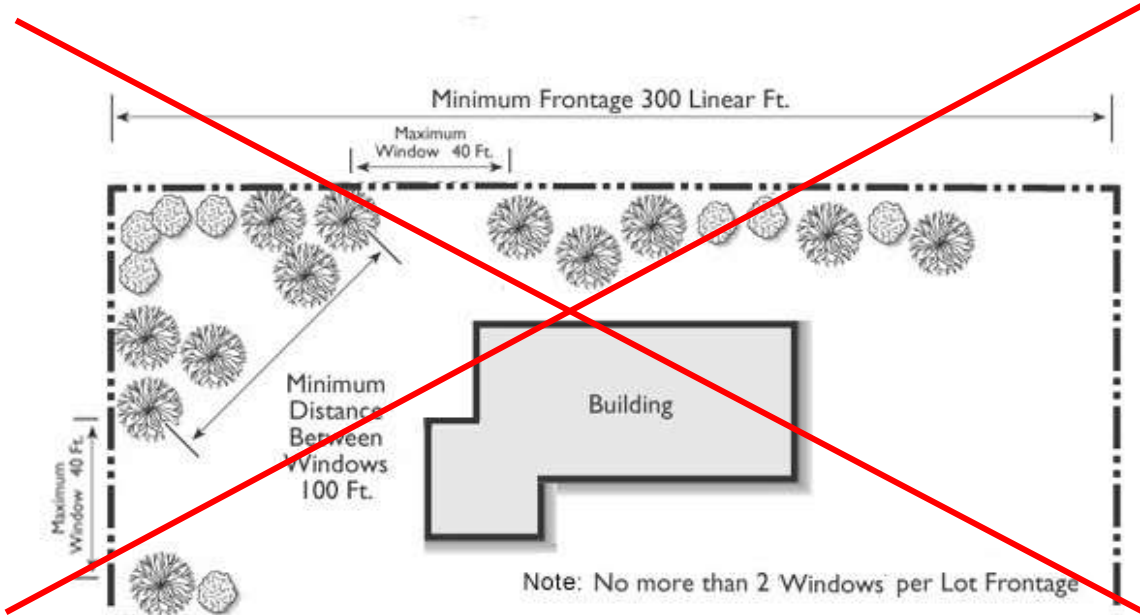 Minimum Frontage 300 Linear Ft.
Maximum
Window 40 Ft.
Minimum
Distance
Between
Windows
100 Ft.
Building
Maximum
Window 40 Ft.
Note: No more than 2 Windows per Lot Frontage